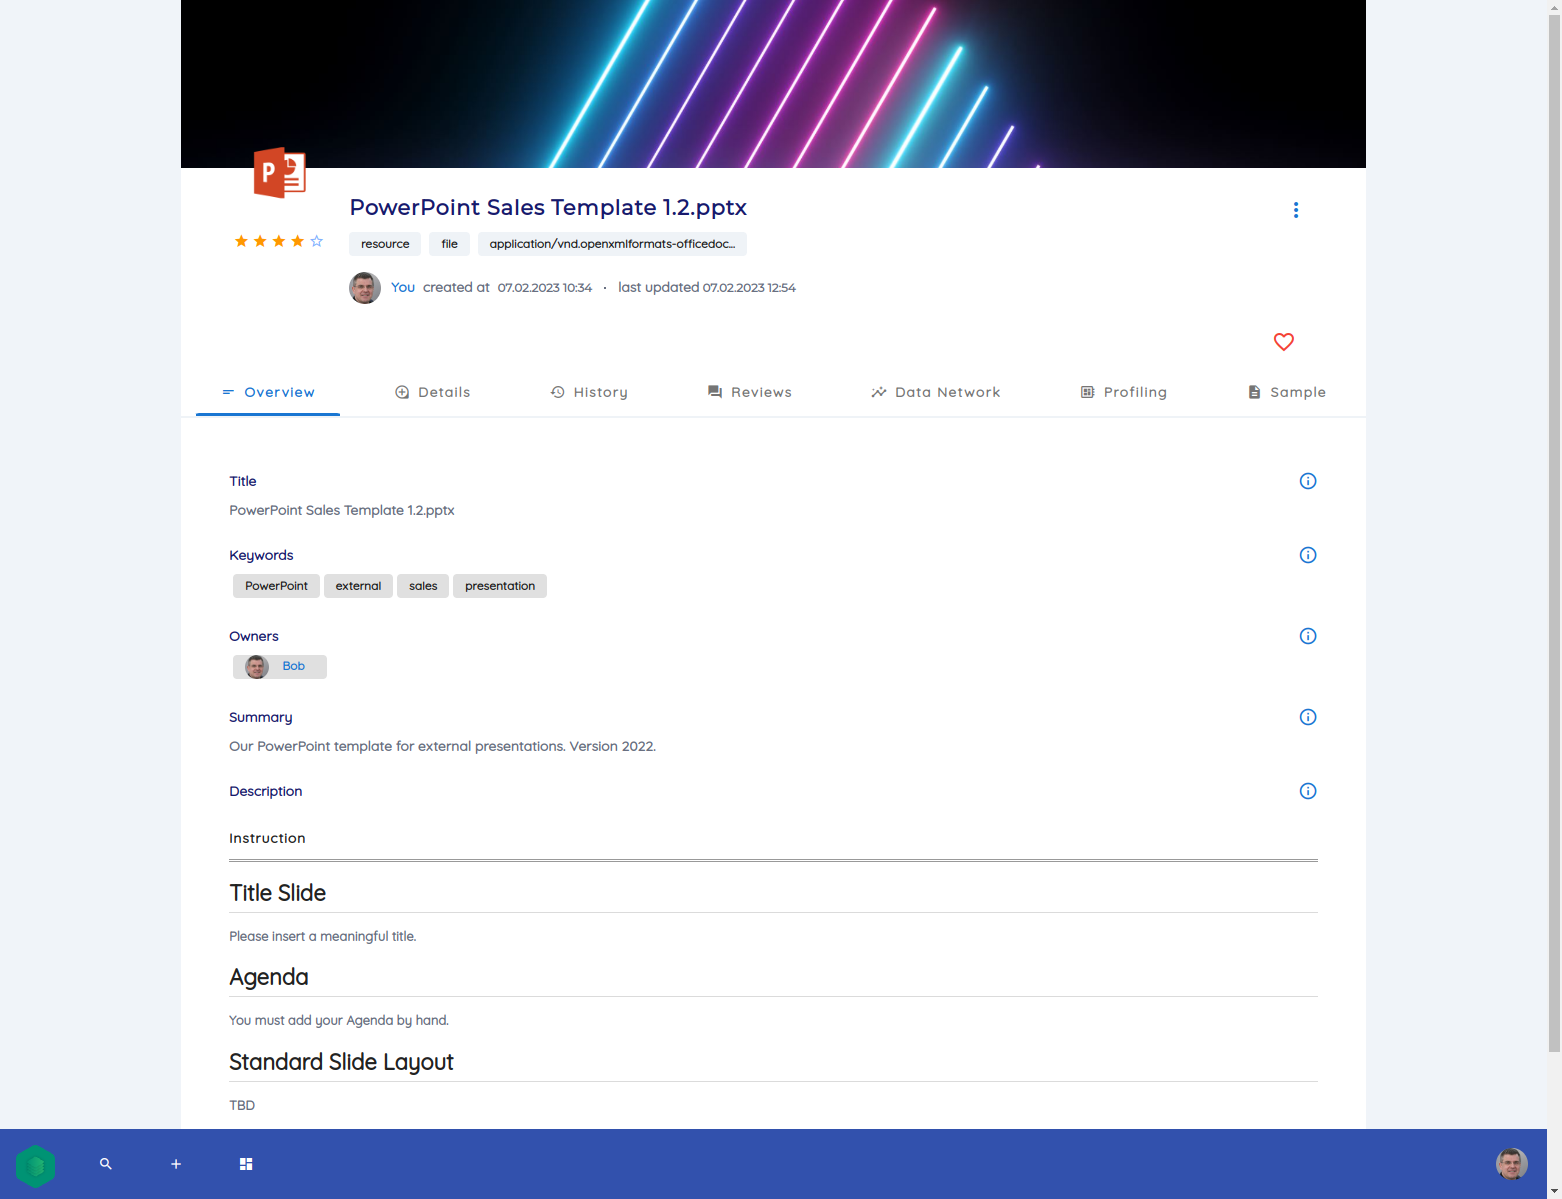 P
PowerPoint Sales Template 1.2.pptx
resource file application/vnd.openxmlformats-officedoc...
You created at 07.02.2023 10:34 · last updated 07.02.2023 12:54
Overview Details History Reviews Data Network Profiling Sample
Title
PowerPoint Sales Template 1.2.pptx
Keywords
PowerPoint external sales presentation
Owners
Bob
Summary
Our PowerPoint template for external presentations. Version 2022.
Description
Instruction
Title Slide
Please insert a meaningful title.
Agenda
You must add your Agenda by hand.
Standard Slide Layout
TBD